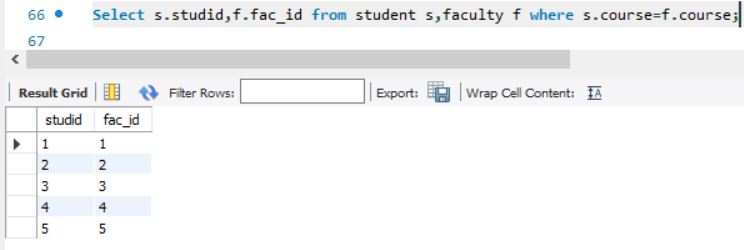 66 Select s.studid,f.fac_id from student s,faculty f where s.course=f.course;
67
Result Grid Filter Rows: Export: Wrap Cell Content: IA
studid fac_id
1 1
2 2
3 3
4 4
5 5